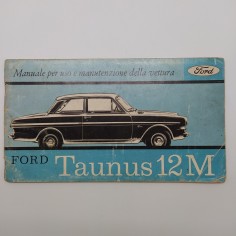 Manuale per uso e manutenzione della vettura
Ford
FORD Taunus 12M